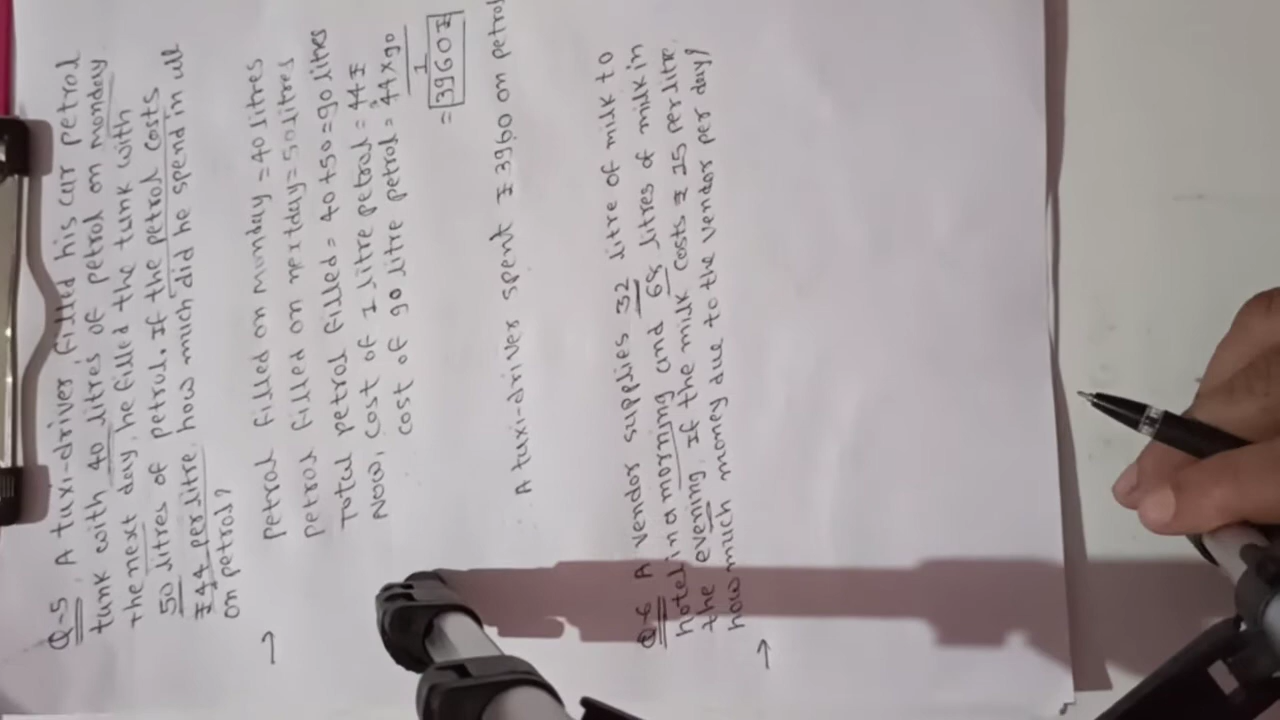 Q-5. A taxi-driver filled his car petrol
tank with 40 litres of petrol on monday
the next day, he filled the tank with
50 litres of petrol. If the petrol costs
₹44 per litre, how much did he spend in all
on petrol?
→ petrol filled on monday = 40 litres
petrol filled on next day = 50 litres
Total petrol filled = 40 + 50 = 90 litres
Now, cost of 1 litre petrol = 44 ₹
cost of 90 litre petrol = 44 × 90
1
= 3960 ₹
A taxi-driver spent ₹ 3960 on petrol
Q-6 A vendor supplies 32 litre of milk to
hotel in a morning and 68 litres of milk in
the evening. If the milk costs ₹ 15 per litre,
how much money due to the vendor per day?
→